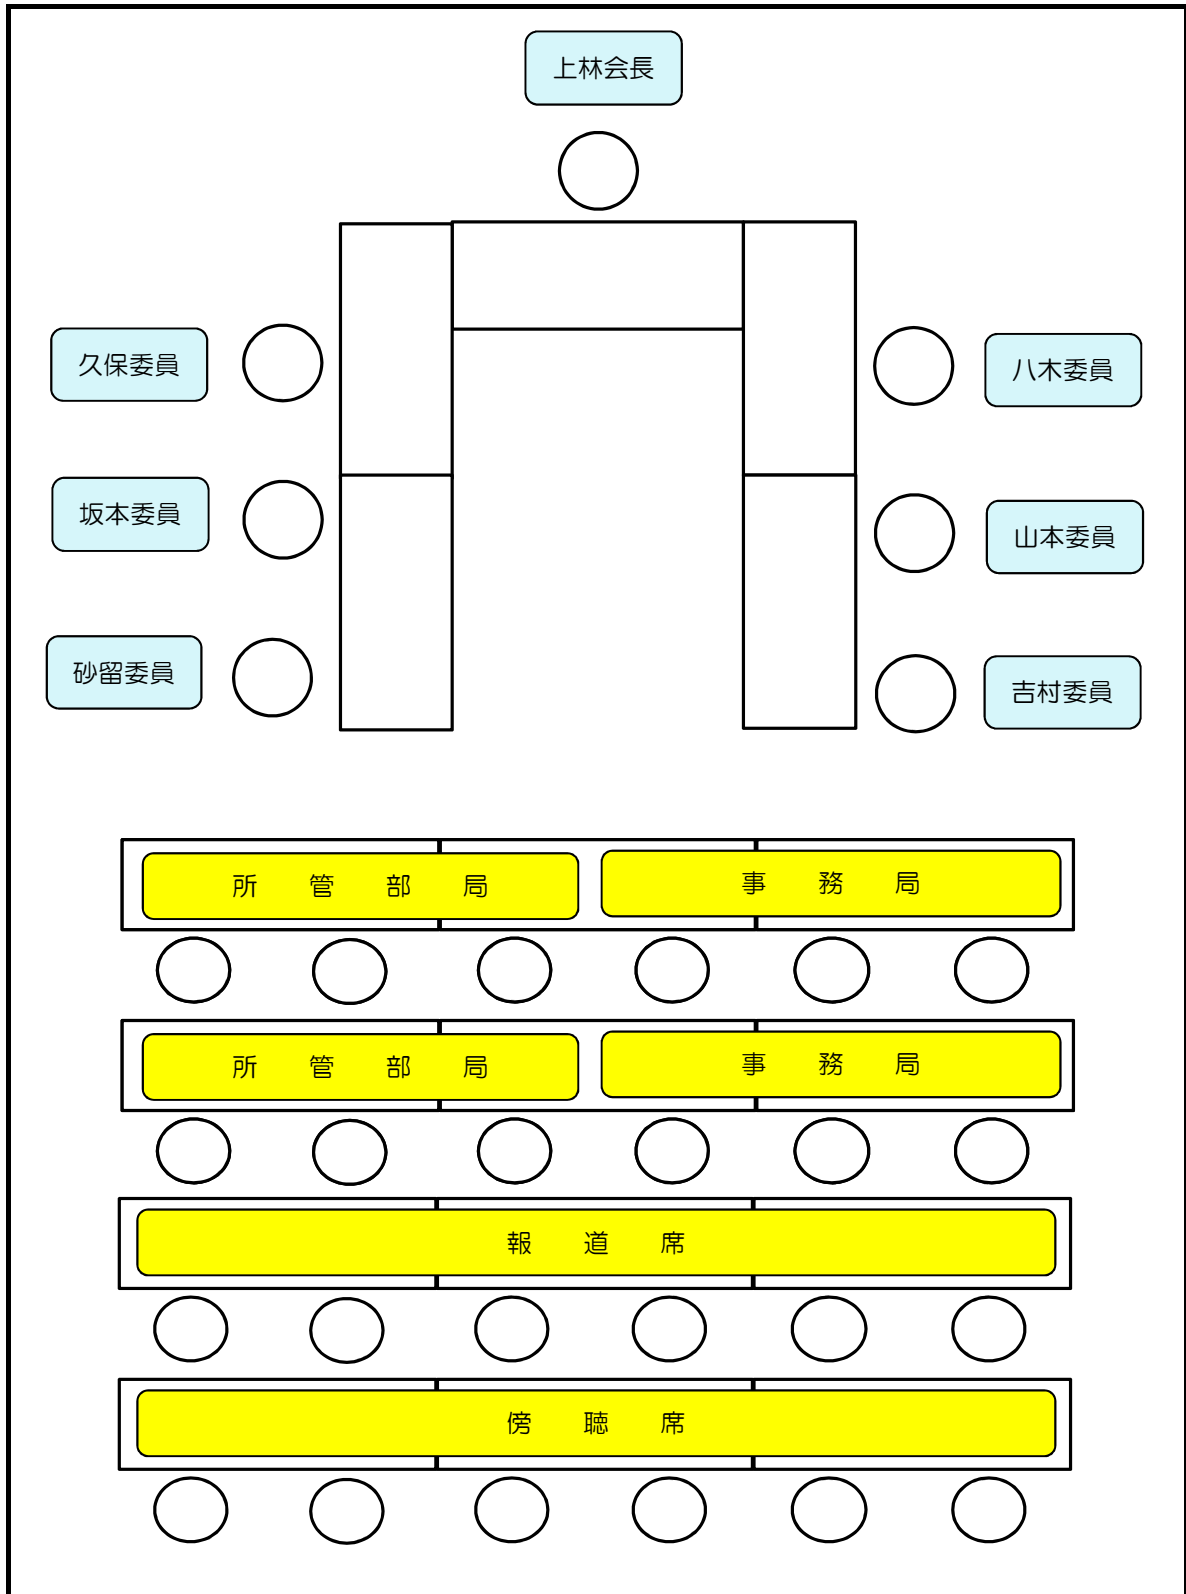 上林会長
久保委員
八木委員
坂本委員
山本委員
砂留委員
吉村委員
所管部局
事務局
所管部局
事務局
報道席
傍聴席